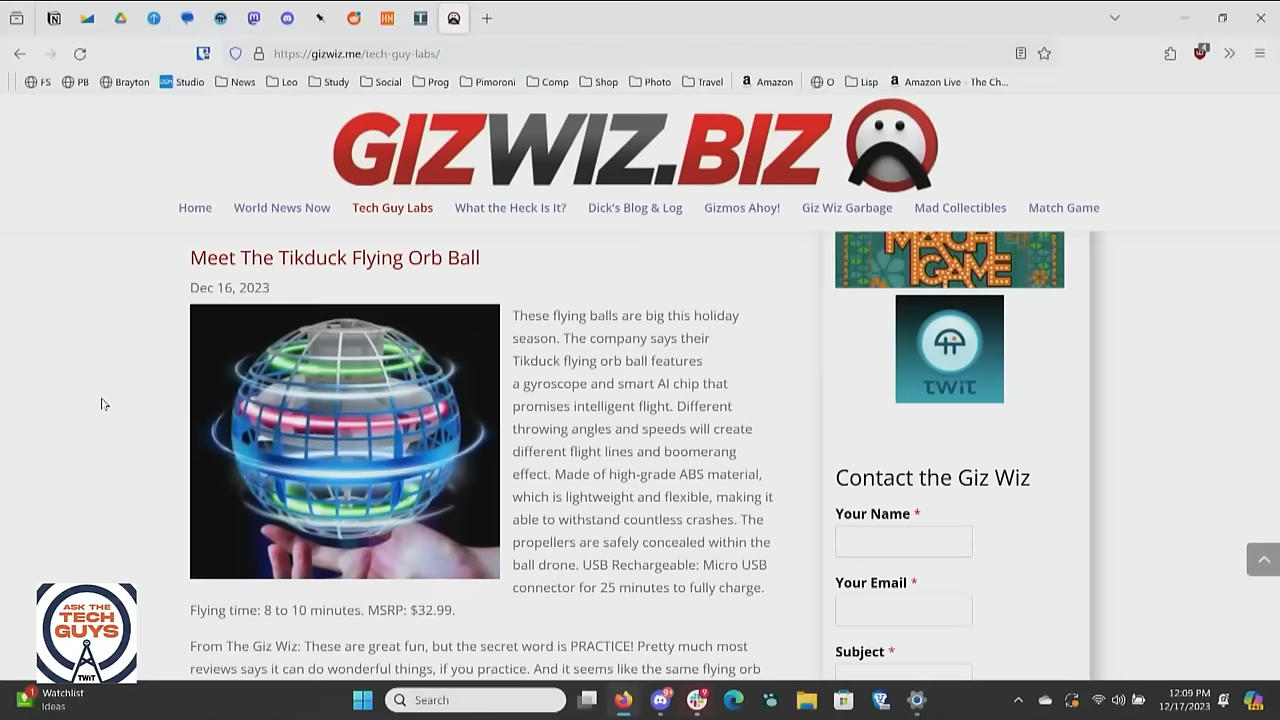 https://gizwiz.me/tech-guy-labs/
FS PB Brayton Studio News Leo Study Social Prog Pimoroni Comp Shop Photo Travel Amazon O Lisp Amazon Live - The Ch...
GIZWIZ.BIZ
Home World News Now Tech Guy Labs What the Heck Is It? Dick's Blog & Log Gizmos Ahoy! Giz Wiz Garbage Mad Collectibles Match Game
Meet The Tikduck Flying Orb Ball
Dec 16, 2023
These flying balls are big this holiday
season. The company says their
Tikduck flying orb ball features
a gyroscope and smart AI chip that
promises intelligent flight. Different
throwing angles and speeds will create
different flight lines and boomerang
effect. Made of high-grade ABS material,
which is lightweight and flexible, making it
able to withstand countless crashes. The
propellers are safely concealed within the
ball drone. USB Rechargeable: Micro USB
connector for 25 minutes to fully charge.
Flying time: 8 to 10 minutes. MSRP: $32.99.
From The Giz Wiz: These are great fun, but the secret word is PRACTICE! Pretty much most
reviews says it can do wonderful things, if you practice. And it seems like the same flying orb
MATCH
GAME
TWiT
Contact the Giz Wiz
Your Name *
Your Email *
Subject *
ASK THE
TECH
GUYS
TWiT
Watchlist
Ideas
Search
12:09 PM
12/17/2023